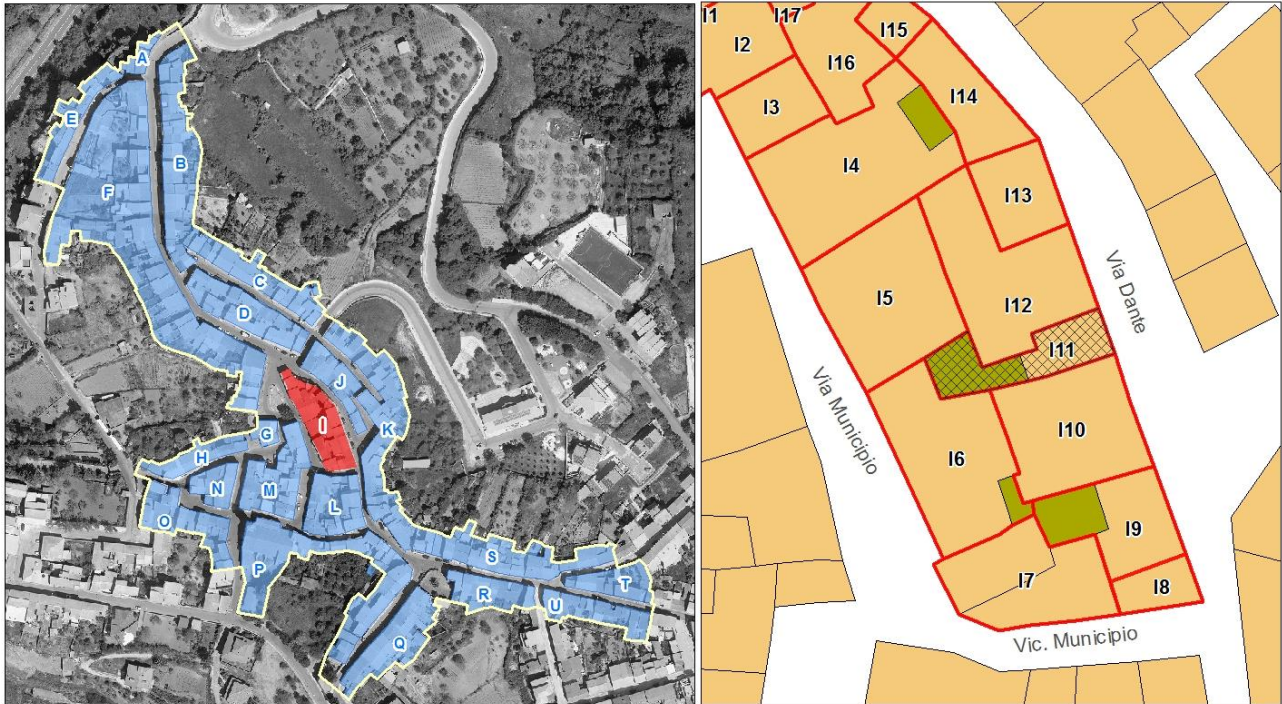 A
E
B
F
C
D
J
I
K
G
H
N
M
L
O
P
S
R
T
U
Q
I1
I17
I15
I2
I16
I3
I14
I4
I13
I5
I12
Via Dante
I11
Via Municipio
I10
I6
I9
I7
I8
Vic. Municipio